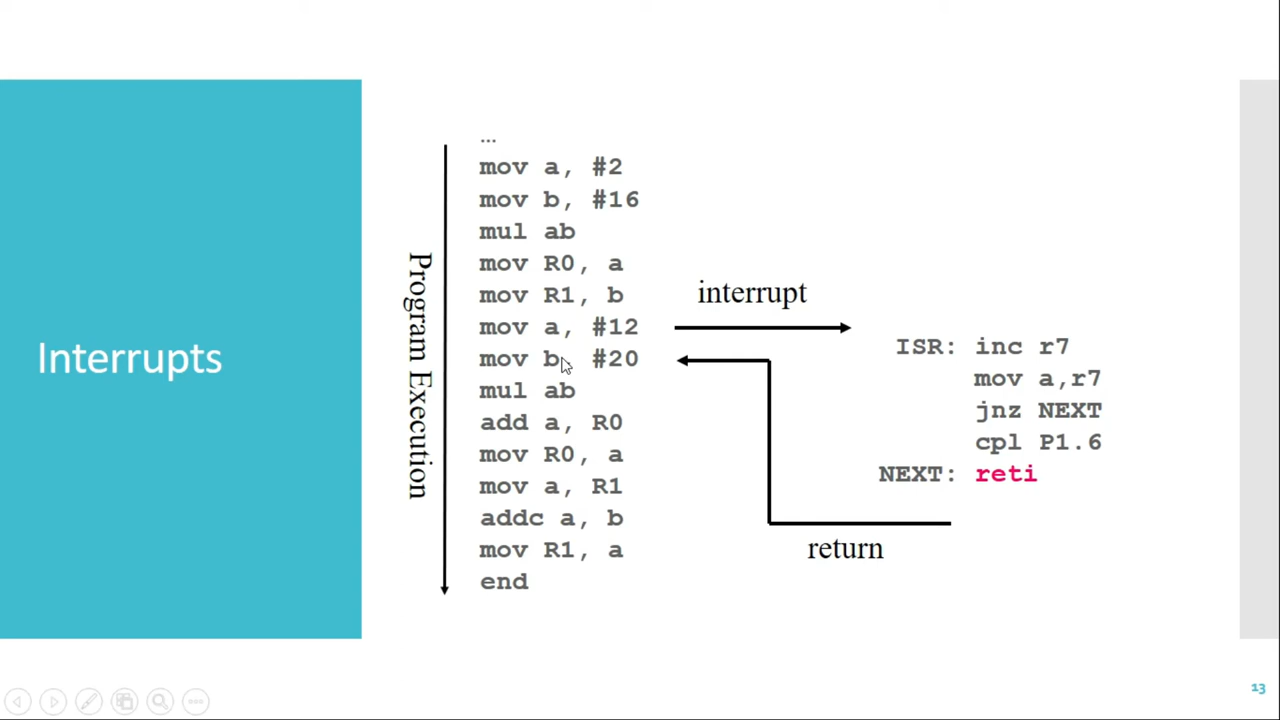 Interrupts
Program Execution
...
mov a, #2
mov b, #16
mul ab
mov R0, a
mov R1, b
mov a, #12
mov b, #20
mul ab
add a, R0
mov R0, a
mov a, R1
addc a, b
mov R1, a
end
interrupt
ISR: inc r7
mov a,r7
jnz NEXT
cpl P1.6
NEXT: reti
return
13